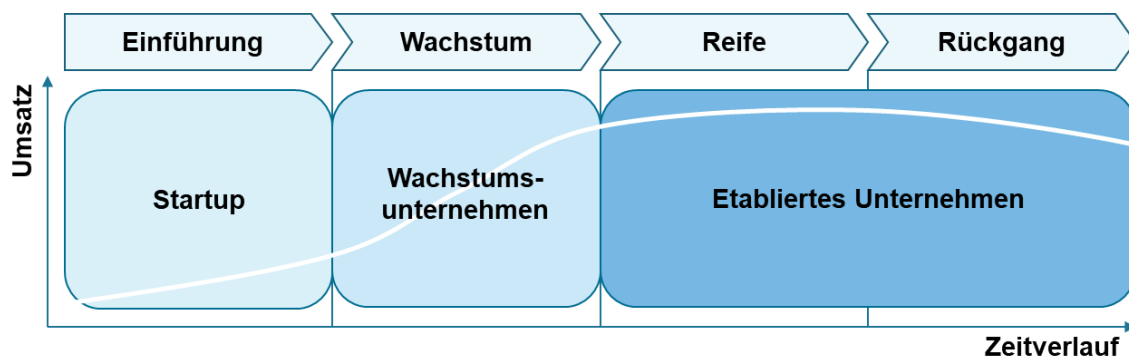 Einführung
Wachstum
Reife
Rückgang
Umsatz
Startup
Wachstums-
unternehmen
Etabliertes Unternehmen
Zeitverlauf